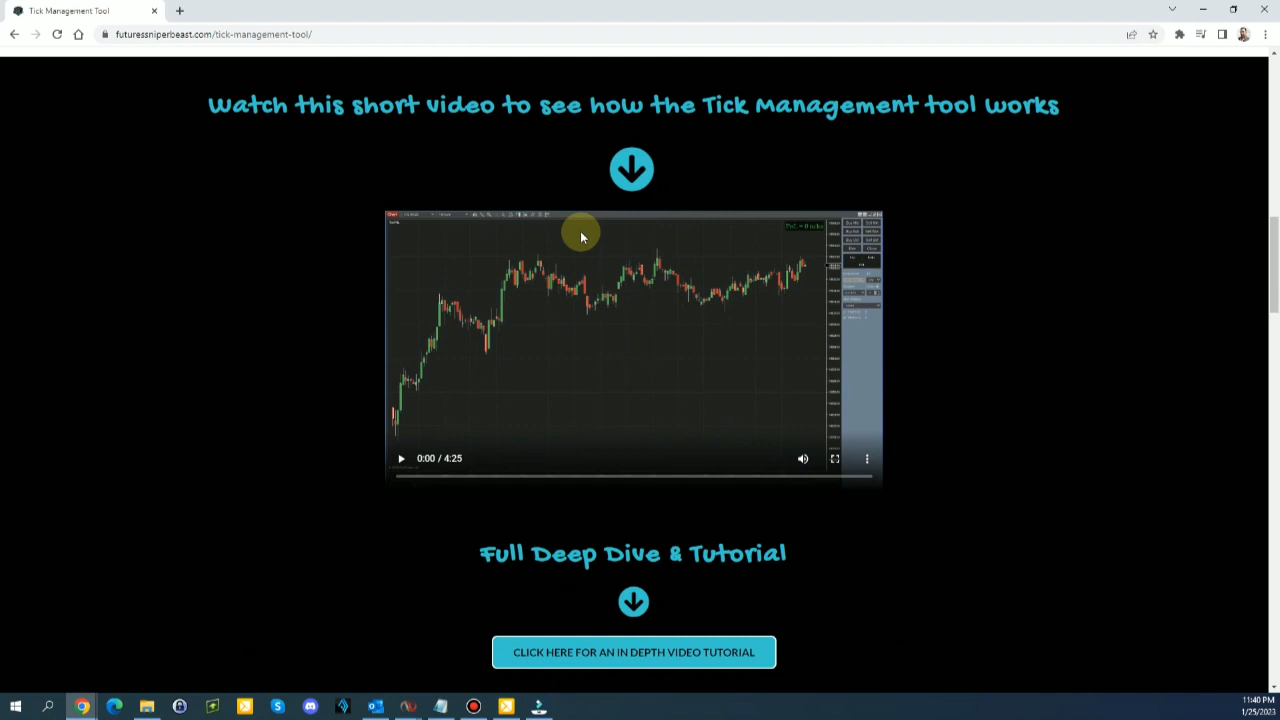 Tick Management Tool
futuressniperbeast.com/tick-management-tool/
Watch this short video to see how the Tick Management tool works
0:00 / 4:25
Full Deep Dive & Tutorial
CLICK HERE FOR AN IN DEPTH VIDEO TUTORIAL
11:40 PM
1/25/2023